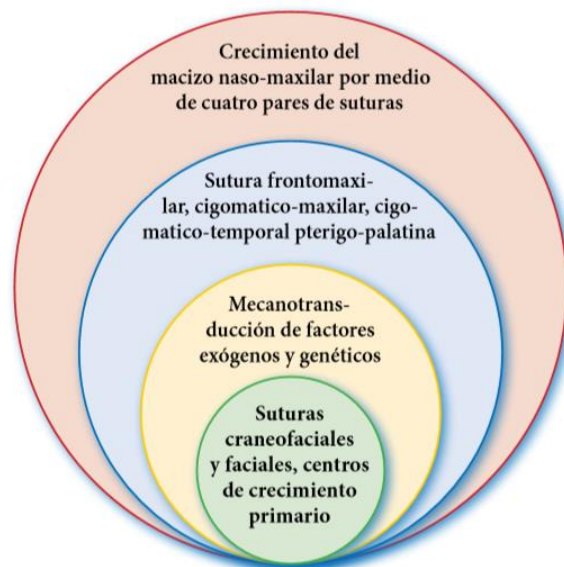 Crecimiento del
macizo naso-maxilar por medio
de cuatro pares de suturas
Sutura frontomaxi-
lar, cigomatico-maxilar, cigo-
matico-temporal pterigo-palatina
Mecanotrans-
ducción de factores
exógenos y genéticos
Suturas
craneofaciales
y faciales, centros
de crecimiento
primario